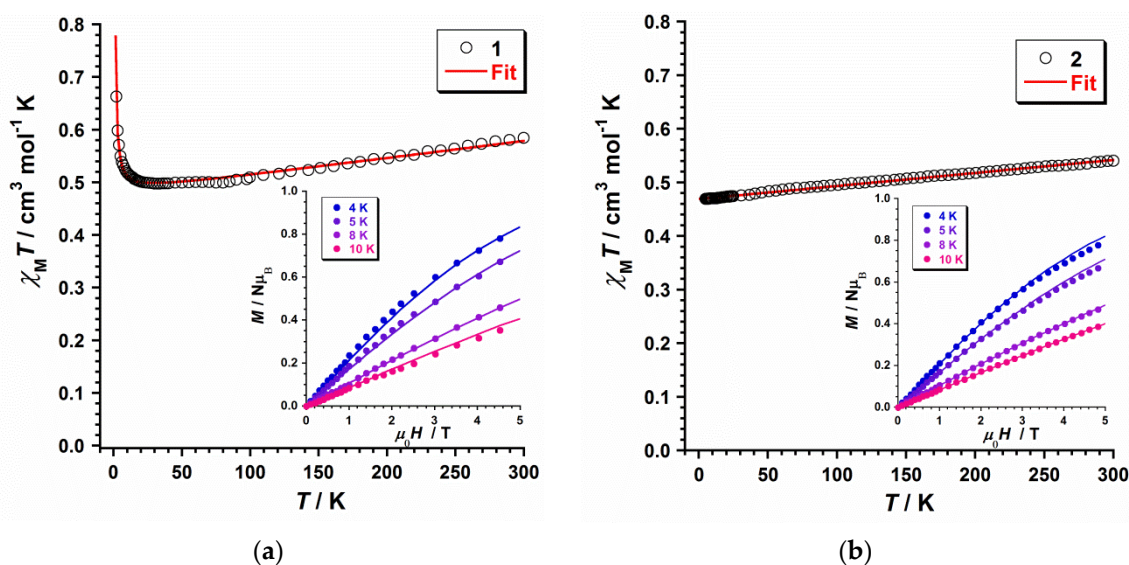 0.8
0.7
0.6
0.5
0.4
0.3
0.2
0.1
0.0
χM T / cm³ mol⁻¹ K
1
Fit
1.0
0.8
0.6
0.4
0.2
0.0
M / NμB
4 K
5 K
8 K
10 K
0 1 2 3 4 5
μ₀H / T
0 50 100 150 200 250 300
T / K
(a)
0.8
0.7
0.6
0.5
0.4
0.3
0.2
0.1
0.0
χM T / cm³ mol⁻¹ K
2
Fit
1.0
0.8
0.6
0.4
0.2
0.0
M / NμB
4 K
5 K
8 K
10 K
0 1 2 3 4 5
μ₀H / T
0 50 100 150 200 250 300
T / K
(b)